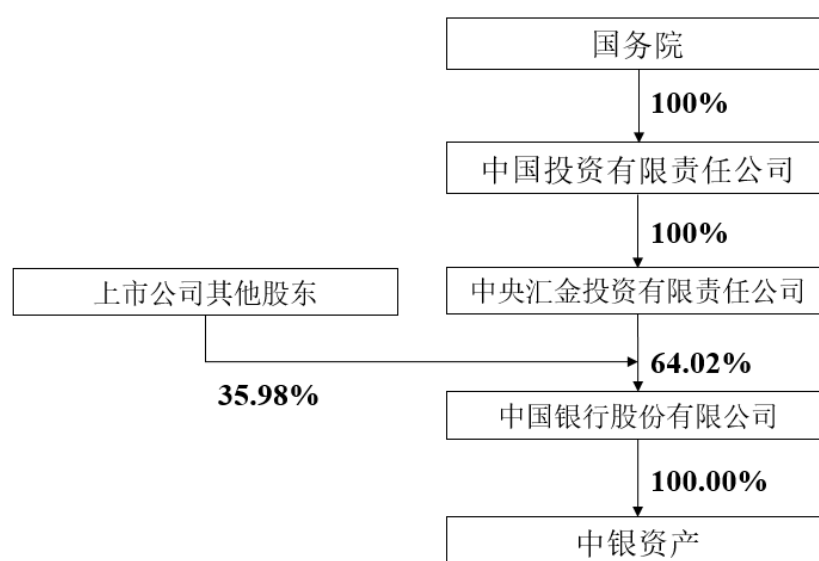 国务院
100%
中国投资有限责任公司
100%
上市公司其他股东
中央汇金投资有限责任公司
64.02%
35.98%
中国银行股份有限公司
100.00%
中银资产